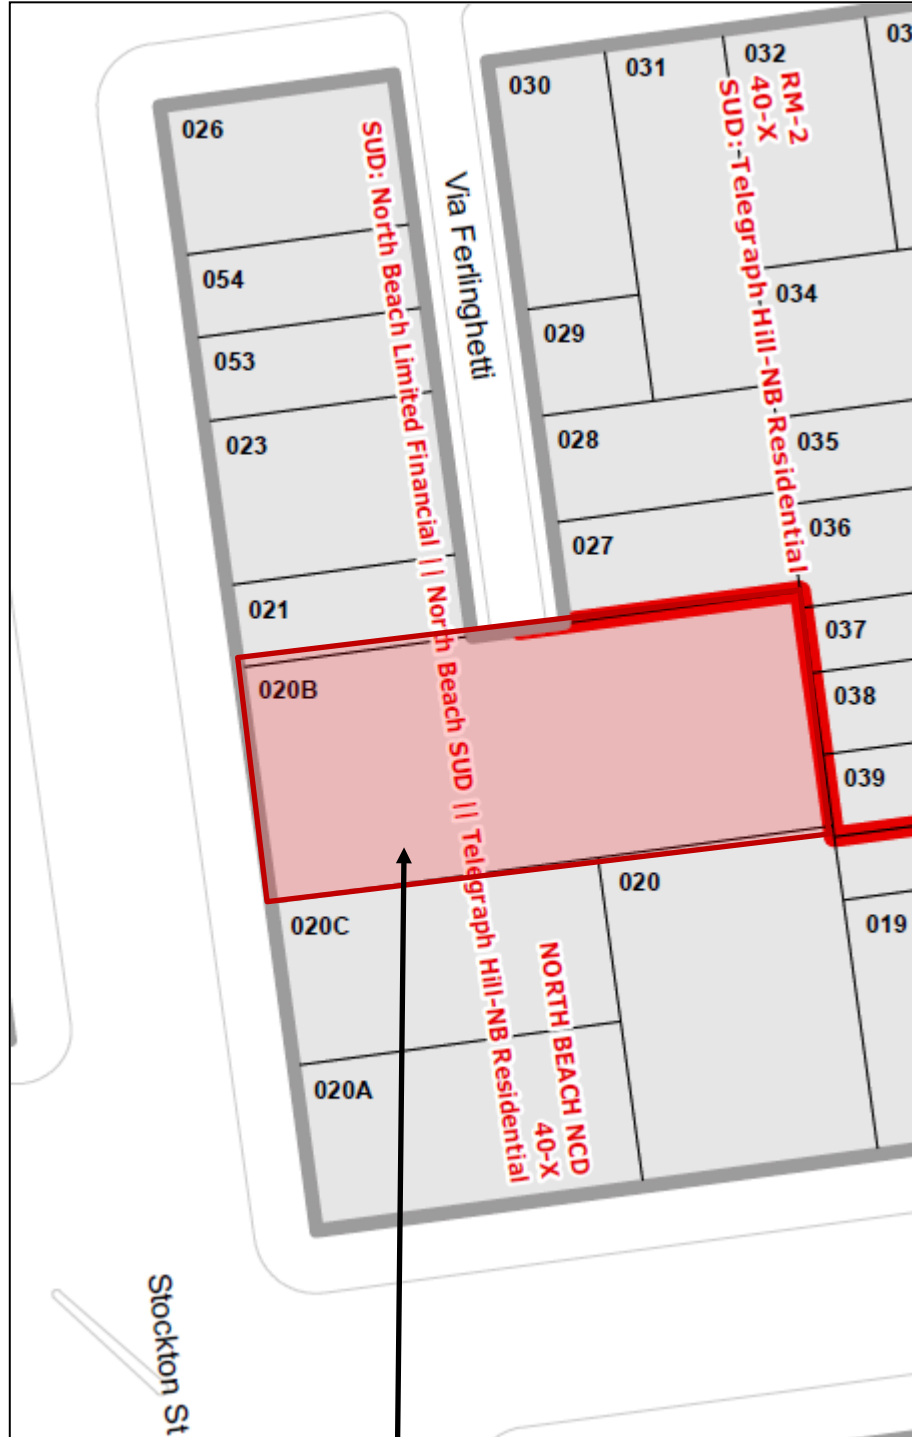 026
054
053
023
021
020B
020C
020A
SUD: North Beach Limited Financial || North Beach SUD || Telegraph Hill-NB Residential
NORTH BEACH NCD
40-X
Via Ferlinghetti
030
031
032
RM-2
40-X
SUD: Telegraph Hill-NB Residential
029
034
028
035
027
036
037
038
039
020
019
Stockton St